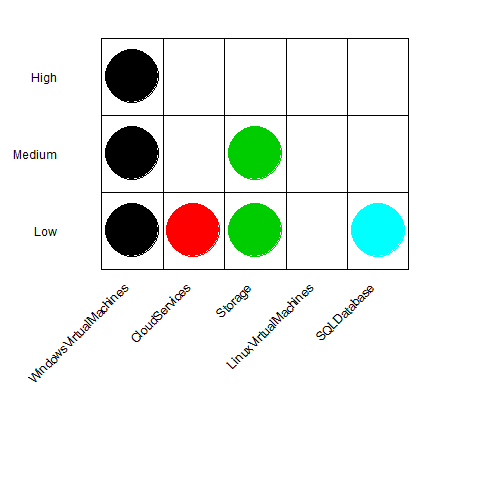 High
Medium
Low
WindowsVirtualMachines
CloudServices
Storage
LinuxVirtualMachines
SQLDatabase